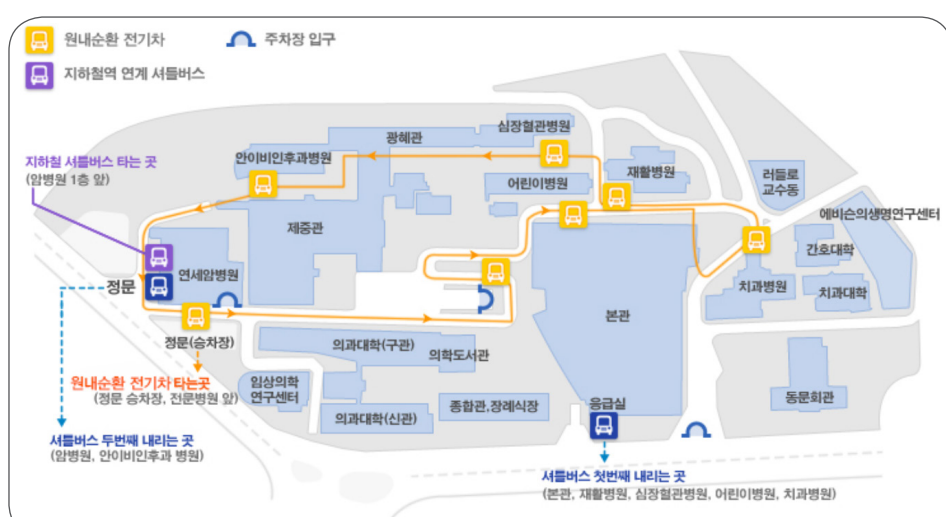 원내순환 전기차
주차장 입구
지하철역 연계 셔틀버스
심장혈관병원
광혜관
안이비인후과병원
재활병원
지하철 셔틀버스 타는 곳
(암병원 1층 앞)
러들로
교수동
어린이병원
에비슨의생명연구센터
제중관
간호대학
연세암병원
정문
치과병원
치과대학
본관
정문(승차장)
의과대학(구관)
의학도서관
원내순환 전기차 타는곳
(정문 승차장, 전문병원 앞)
임상의학
연구센터
동문회관
종합관,장례식장
응급실
의과대학(신관)
셔틀버스 두번째 내리는 곳
(암병원, 안이비인후과 병원)
셔틀버스 첫번째 내리는 곳
(본관, 재활병원, 심장혈관병원, 어린이병원, 치과병원)